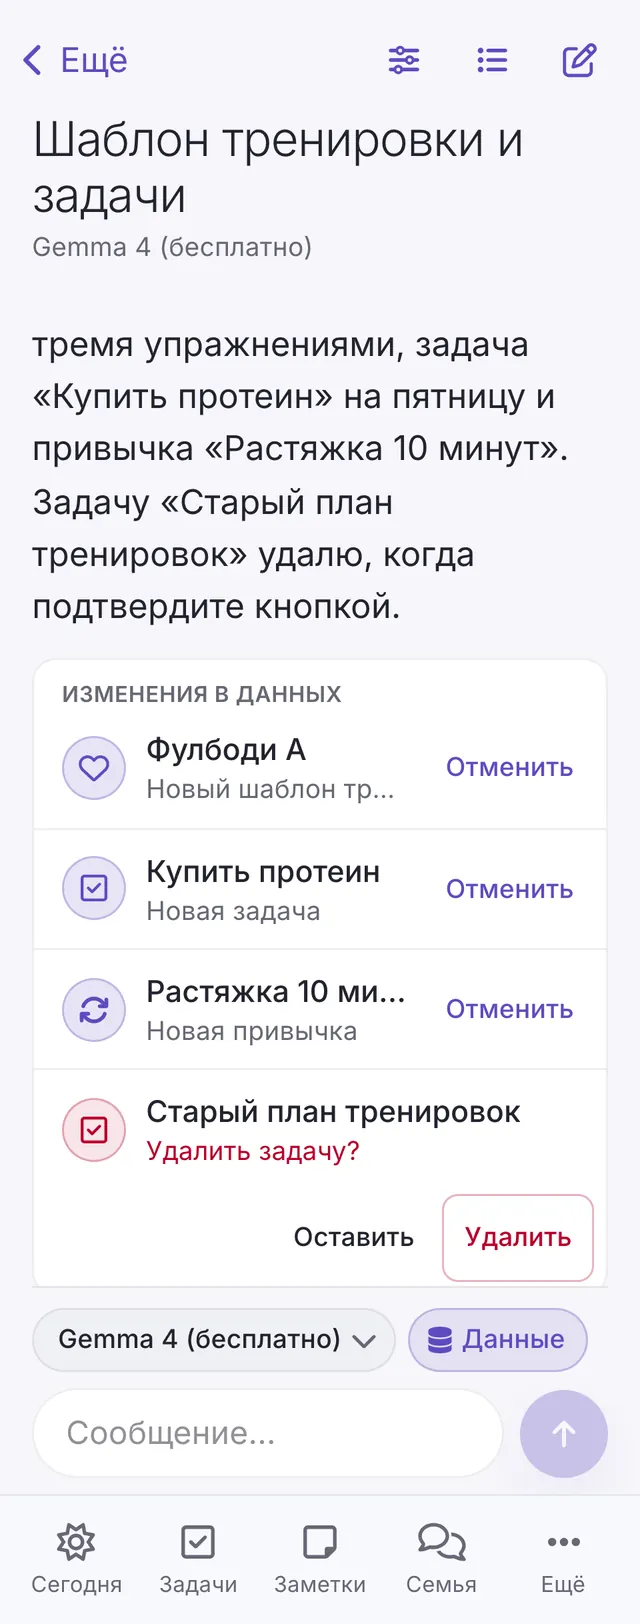 Ещё
Шаблон тренировки и
задачи
Gemma 4 (бесплатно)
тремя упражнениями, задача
«Купить протеин» на пятницу и
привычка «Растяжка 10 минут».
Задачу «Старый план
тренировок» удалю, когда
подтвердите кнопкой.
ИЗМЕНЕНИЯ В ДАННЫХ
Фулбоди А
Новый шаблон тр...
Отменить
Купить протеин
Новая задача
Отменить
Растяжка 10 ми...
Новая привычка
Отменить
Старый план тренировок
Удалить задачу?
Оставить
Удалить
Gemma 4 (бесплатно)
Данные
Сообщение...
Сегодня
Задачи
Заметки
Семья
Ещё